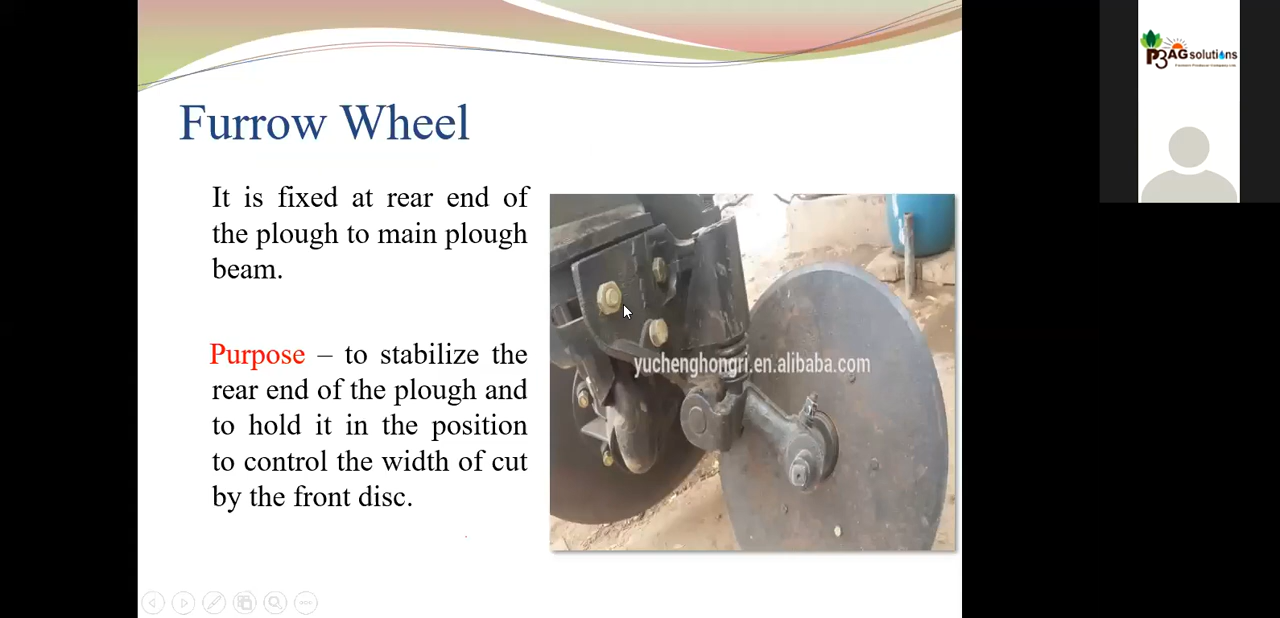 Furrow Wheel
It is fixed at rear end of
the plough to main plough
beam.
Purpose – to stabilize the
rear end of the plough and
to hold it in the position
to control the width of cut
by the front disc.
yuchenghongri.en.alibaba.com
P3AGsolutions